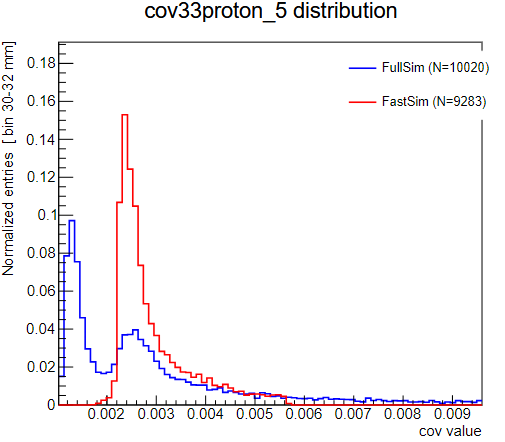 cov33proton_5 distribution
Normalized entries [ bin 30-32 mm]
FullSim (N=10020)
FastSim (N=9283)
0.18
0.16
0.14
0.12
0.1
0.08
0.06
0.04
0.02
0
0.002 0.003 0.004 0.005 0.006 0.007 0.008 0.009
cov value